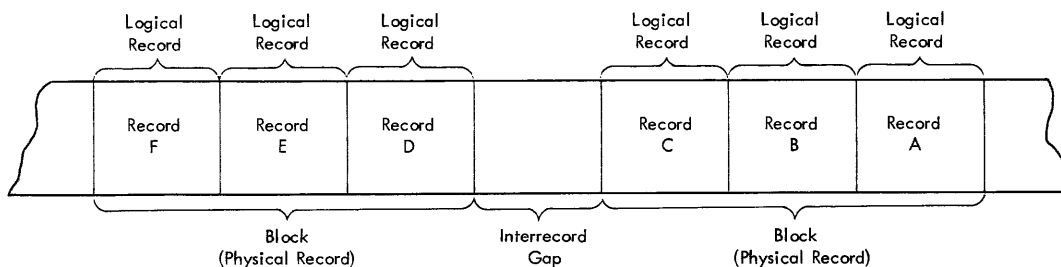 Logical Record
Logical Record
Logical Record
Logical Record
Logical Record
Logical Record
Record F
Record E
Record D
Record C
Record B
Record A
Block (Physical Record)
Interrecord Gap
Block (Physical Record)